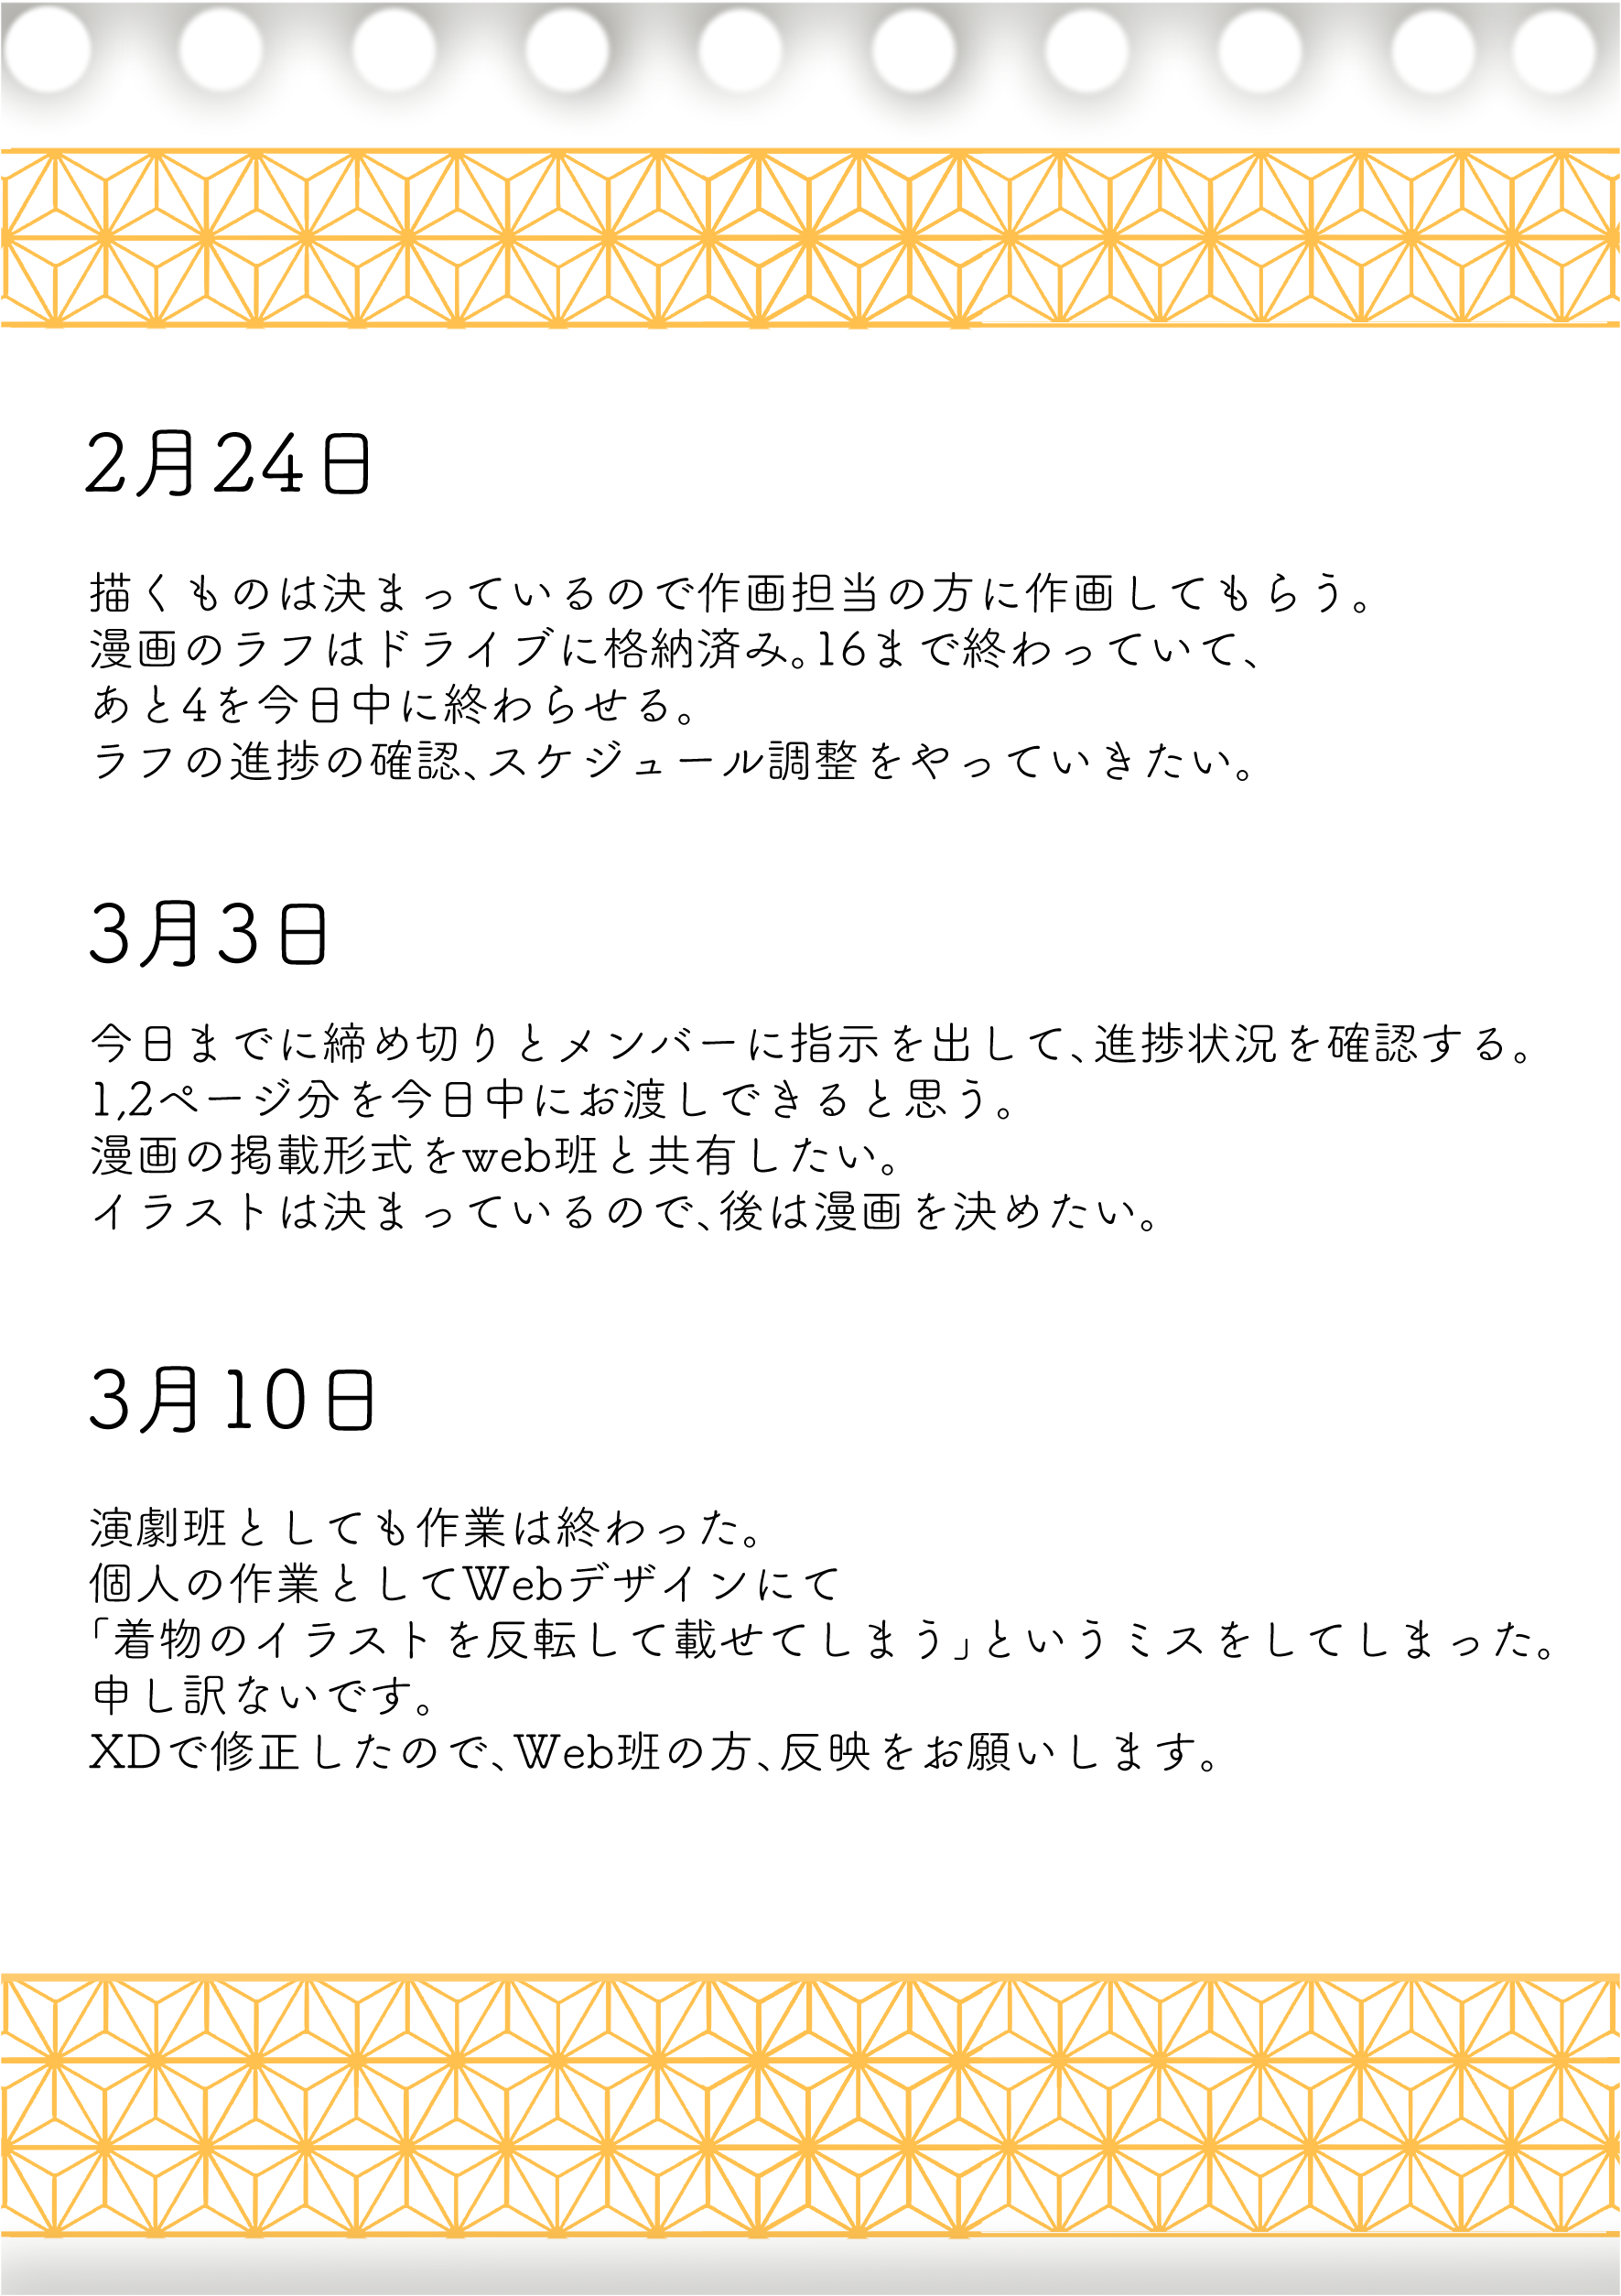 2月24日
描くものは決まっているので作画担当の方に作画してもらう。
漫画のラフはドライブに格納済み。16まで終わっていて、
あと4を今日中に終わらせる。
ラフの進捗の確認、スケジュール調整をやっていきたい。
3月3日
今日までに締め切りとメンバーに指示を出して、進捗状況を確認する。
1,2ページ分を今日中にお渡しできると思う。
漫画の掲載形式をweb班と共有したい。
イラストは決まっているので、後は漫画を決めたい。
3月10日
演劇班としても作業は終わった。
個人の作業としてWebデザインにて
「着物のイラストを反転して載せてしまう」というミスをしてしまった。
申し訳ないです。
XDで修正したので、Web班の方、反映をお願いします。